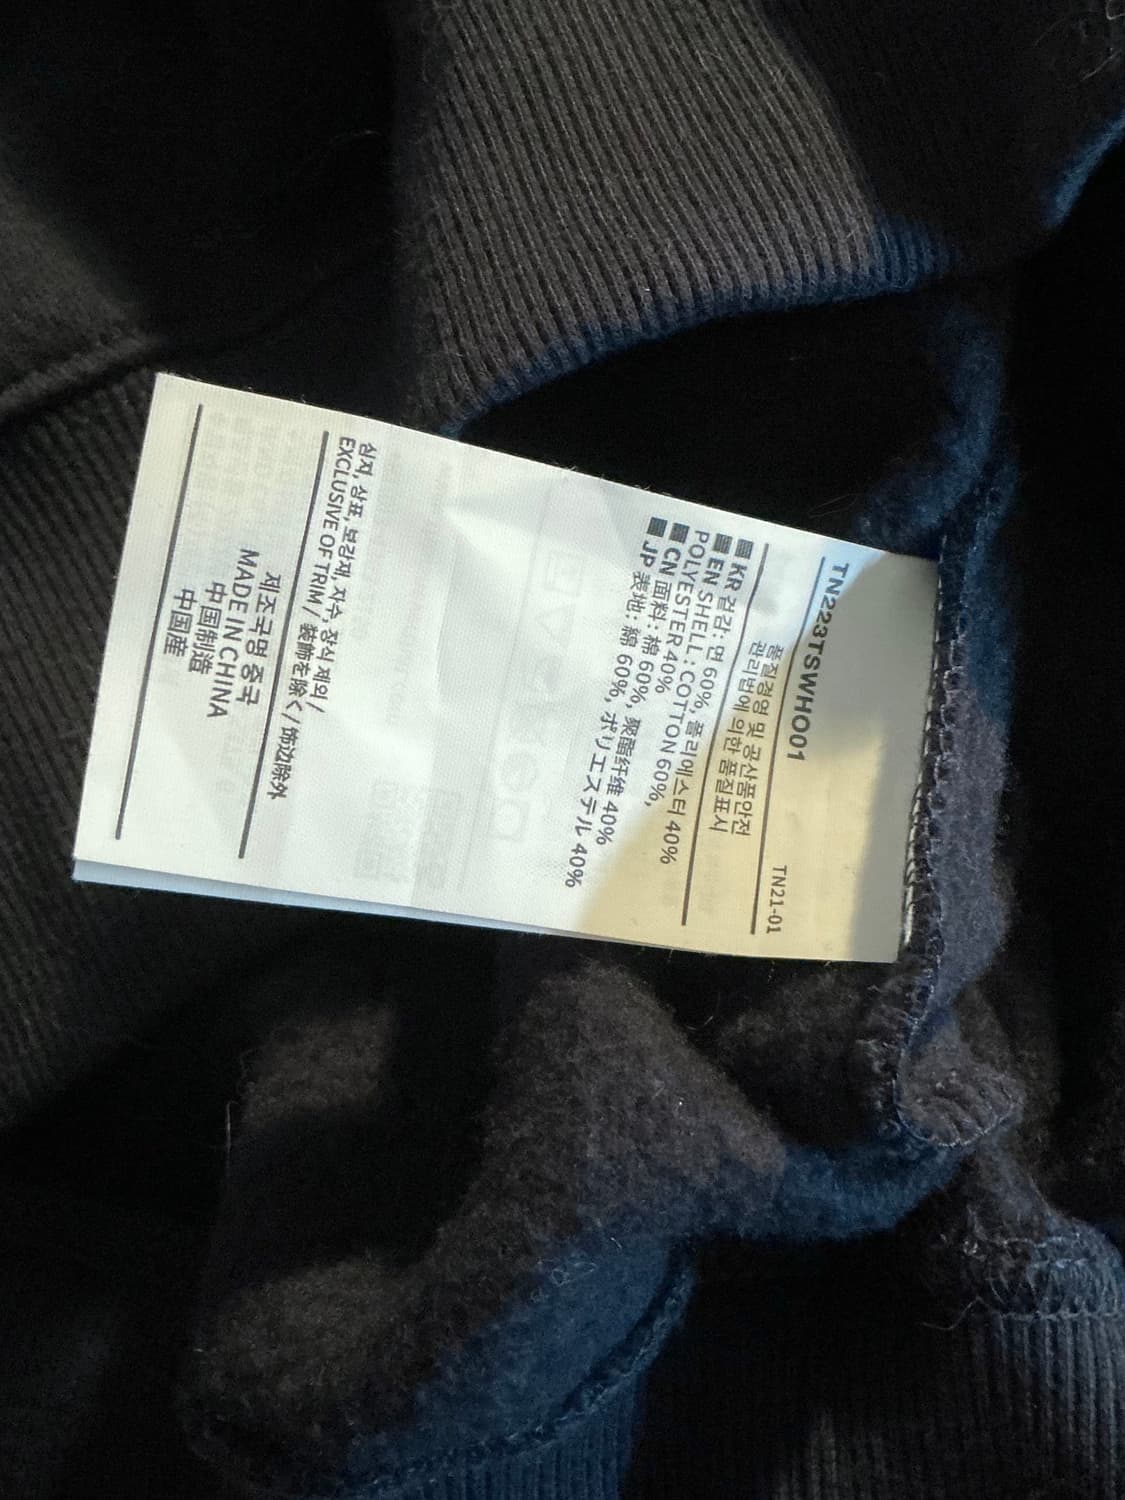 TN223TSWHO01
TN21-01
품질경영 및 공산품안전
관리법에 의한 품질표시
KR 겉감: 면 60%, 폴리에스터 40%
EN SHELL : COTTON 60%,
POLYESTER 40%
CN 面料: 棉 60%, 聚酯纤维 40%
JP 表地: 綿 60%, ポリエステル 40%
심지, 상표, 보강재, 자수, 장식 제외 /
EXCLUSIVE OF TRIM / 装飾を除く / 饰边除外
제조국명 중국
MADE IN CHINA
中国制造
中国産